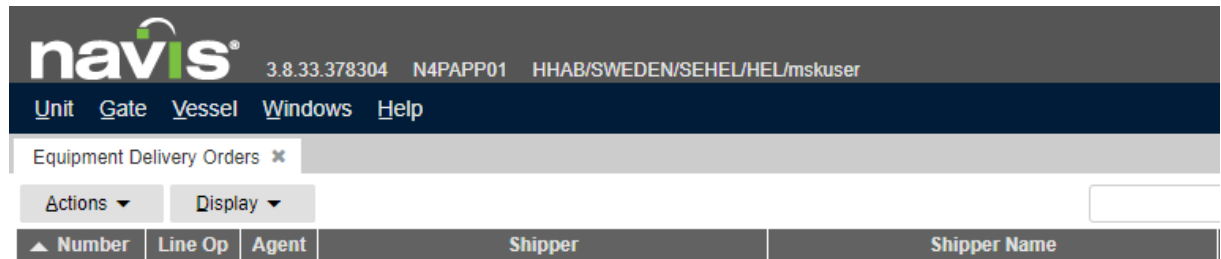 navis® 3.8.33.378304 N4PAPP01 HHAB/SWEDEN/SEHEL/HEL/mskuser
Unit Gate Vessel Windows Help
Equipment Delivery Orders ✖
Actions ▼ Display ▼
▲ Number Line Op Agent Shipper Shipper Name